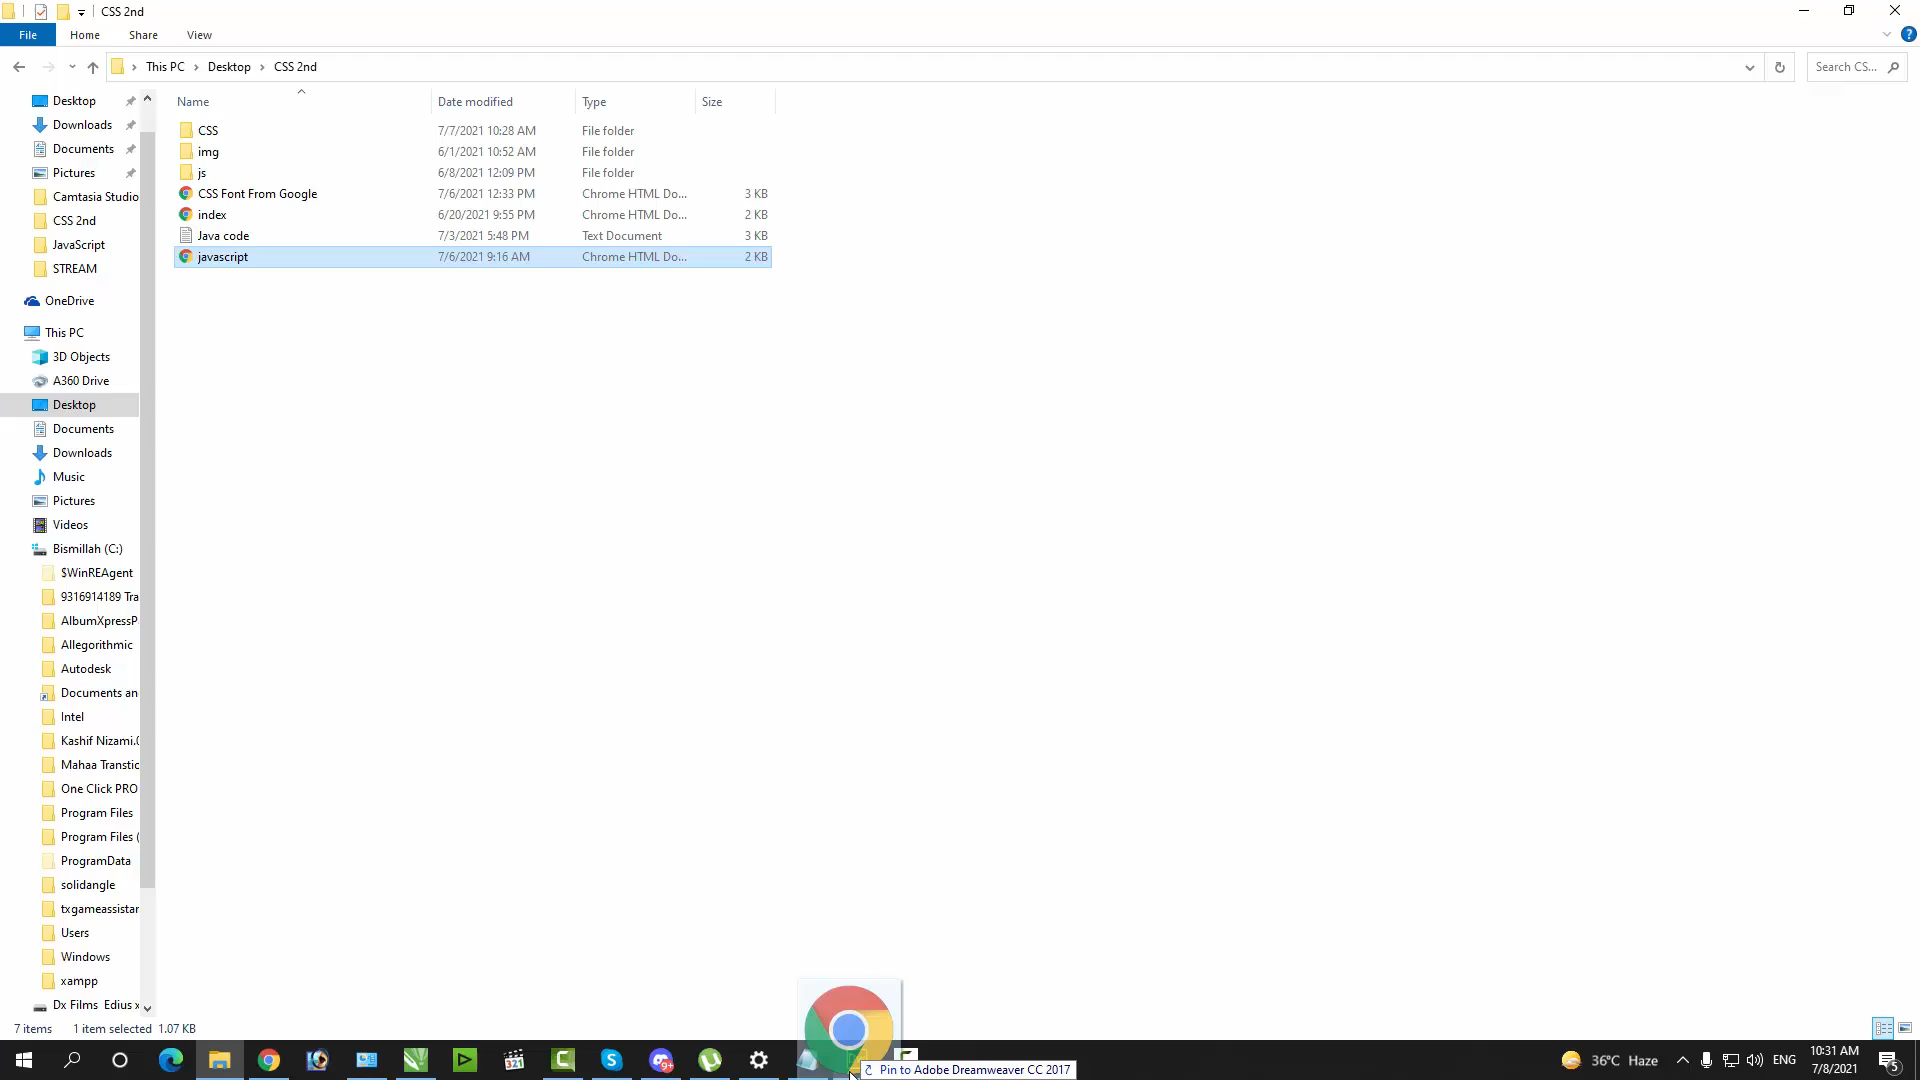 CSS 2nd
File Home Share View
This PC Desktop CSS 2nd Search CS...
Name Date modified Type Size
CSS 7/7/2021 10:28 AM File folder
img 6/1/2021 10:52 AM File folder
js 6/8/2021 12:09 PM File folder
CSS Font From Google 7/6/2021 12:33 PM Chrome HTML Do... 3 KB
index 6/20/2021 9:55 PM Chrome HTML Do... 2 KB
Java code 7/3/2021 5:48 PM Text Document 3 KB
javascript 7/6/2021 9:16 AM Chrome HTML Do... 2 KB
Desktop
Downloads
Documents
Pictures
Camtasia Studio
CSS 2nd
JavaScript
STREAM
OneDrive
This PC
3D Objects
A360 Drive
Desktop
Documents
Downloads
Music
Pictures
Videos
Bismillah (C:)
$WinREAgent
9316914189 Tra
AlbumXpressP
Allegorithmic
Autodesk
Documents an
Intel
Kashif Nizami.0
Mahaa Transtic
One Click PRO
Program Files
Program Files (
ProgramData
solidangle
txgameassistan
Users
Windows
xampp
Dx Films Edius x
7 items 1 item selected 1.07 KB
Pin to Adobe Dreamweaver CC 2017
321
9+
36°C Haze ENG
10:31 AM
7/8/2021
5